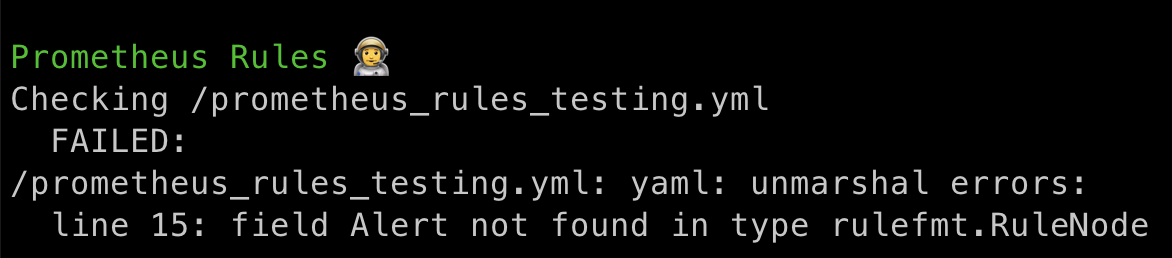 Prometheus Rules 👨‍🚀
Checking /prometheus_rules_testing.yml
FAILED:
/prometheus_rules_testing.yml: yaml: unmarshal errors:
line 15: field Alert not found in type rulefmt.RuleNode